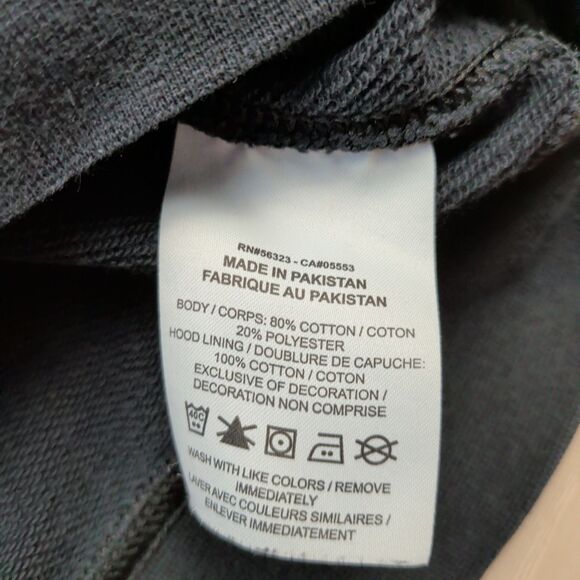 RN#56323 - CA#05553
MADE IN PAKISTAN
FABRIQUE AU PAKISTAN
BODY / CORPS: 80% COTTON / COTON
20% POLYESTER
HOOD LINING / DOUBLURE DE CAPUCHE:
100% COTTON / COTON
EXCLUSIVE OF DECORATION /
DECORATION NON COMPRISE
40C
WASH WITH LIKE COLORS / REMOVE
IMMEDIATELY
LAVER AVEC COULEURS SIMILAIRES /
ENLEVER IMMEDIATEMENT